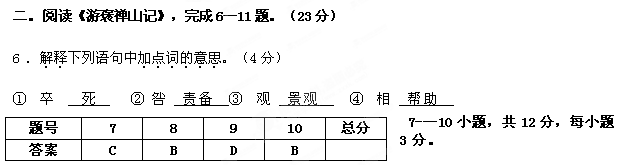 二。阅读《游褒禅山记》，完成6—11题。（23分）
6．解释下列语句中加点词的意思。（4分）
① 卒 死 ② 咎 责备 ③ 观 景观 ④ 相 帮助
题号 7 8 9 10 总分
答案 C B D B
7-—10小题，共12分，每小题
3分。